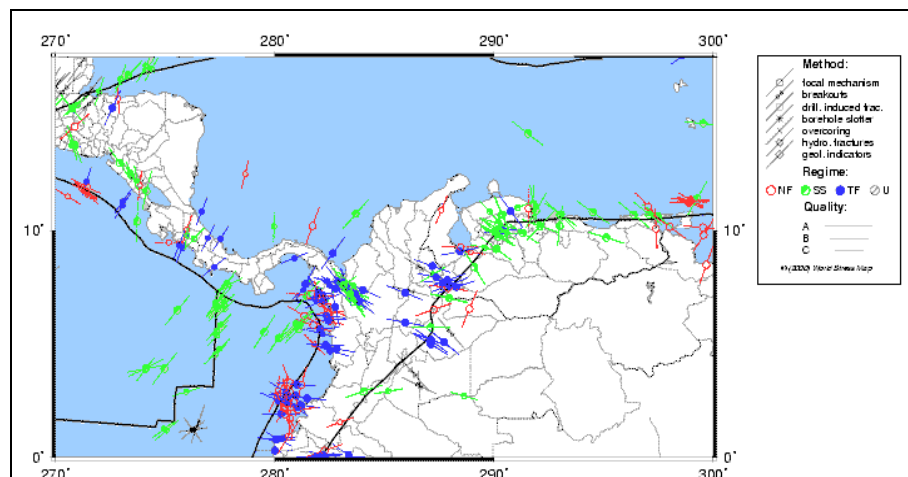 270° 280° 290° 300°
10° 10°
0° 0°
270° 280° 290° 300°
Method:
focal mechanism
breakouts
drill. induced frac.
borehole slotter
overcoring
hydro. fractures
geol. indicators
Regime:
NF SS TF U
Quality:
A
B
C
(2000) World Stress Map